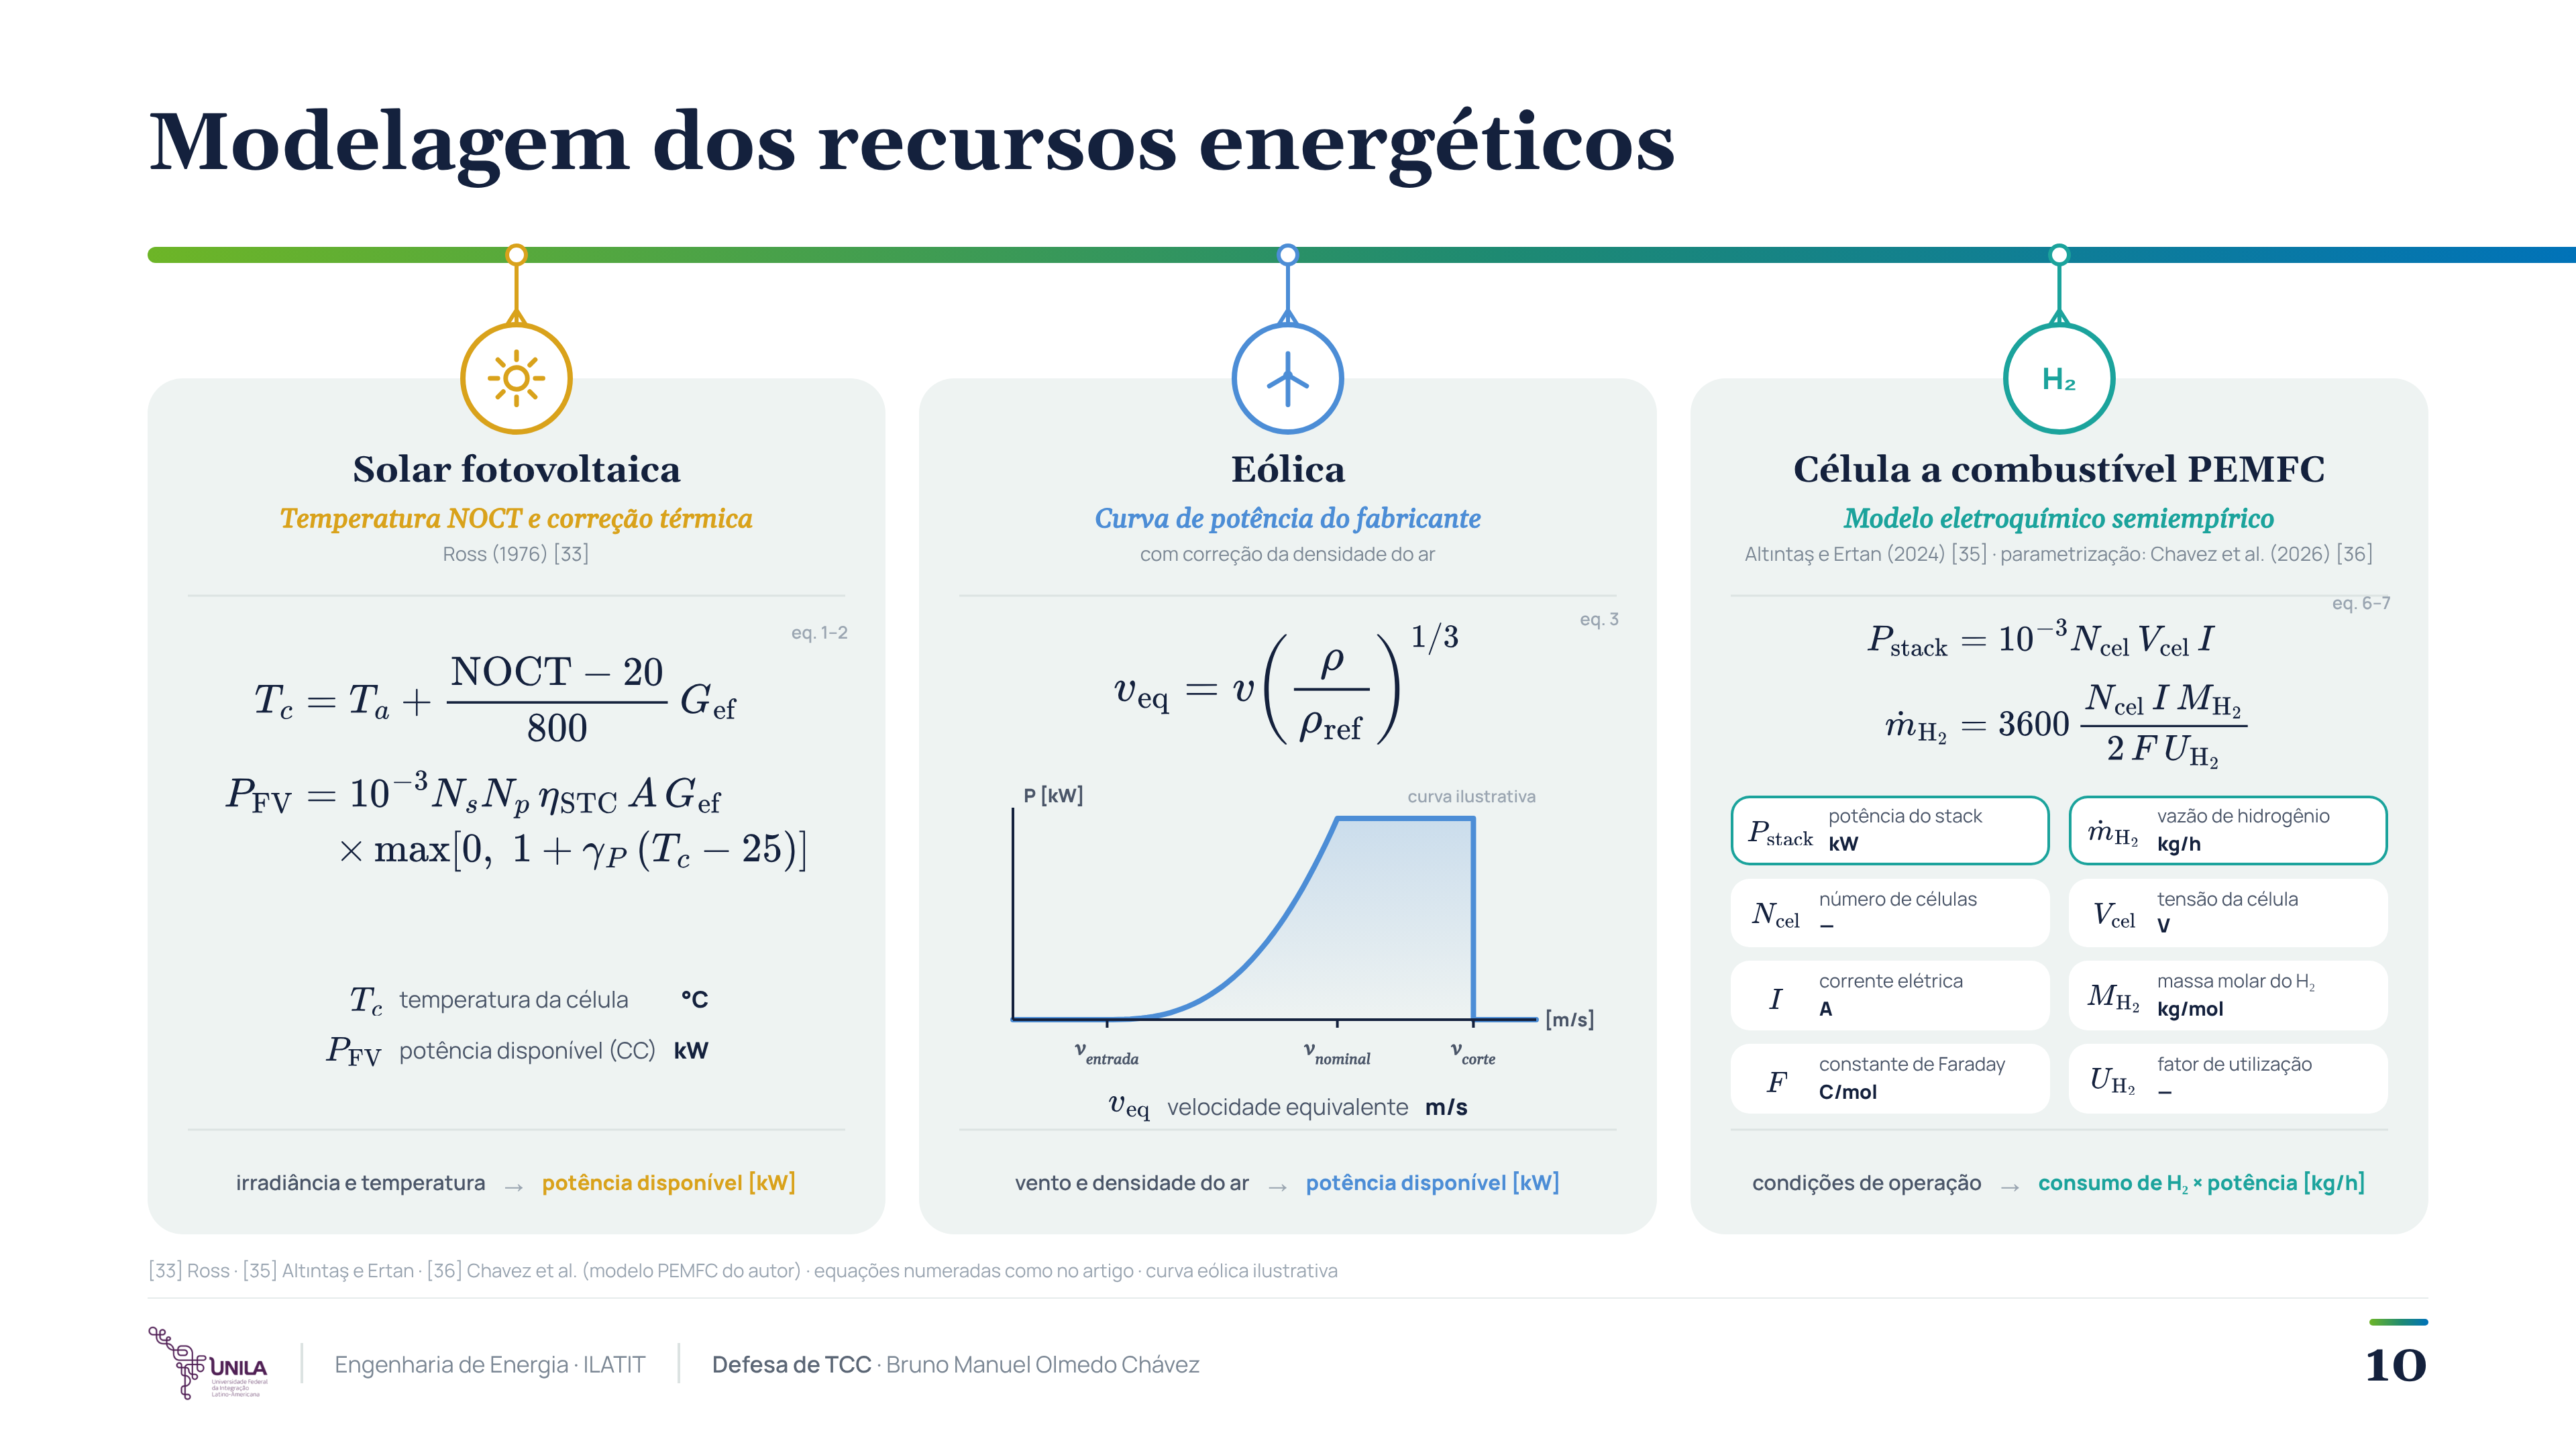 Modelagem dos recursos energéticos
Solar fotovoltaica
Temperatura NOCT e correção térmica
Ross (1976) [33]
eq. 1–2
T_c = T_a + (NOCT − 20)/800 G_ef
P_FV = 10^−3 N_s N_p η_STC A G_ef
× max[0, 1 + γ_P (T_c − 25)]
T_c temperatura da célula °C
P_FV potência disponível (CC) kW
irradiância e temperatura → potência disponível [kW]
Eólica
Curva de potência do fabricante
com correção da densidade do ar
eq. 3
v_eq = v(ρ/ρ_ref)^1/3
P [kW]
curva ilustrativa
[m/s]
v_entrada v_nominal v_corte
v_eq velocidade equivalente m/s
vento e densidade do ar → potência disponível [kW]
H₂
Célula a combustível PEMFC
Modelo eletroquímico semiempírico
Altıntaş e Ertan (2024) [35] · parametrização: Chavez et al. (2026) [36]
eq. 6–7
P_stack = 10^−3 N_cel V_cel I
ṁ_H₂ = 3600 (N_cel I M_H₂)/(2 F U_H₂)
P_stack potência do stack
kW
ṁ_H₂ vazão de hidrogênio
kg/h
N_cel número de células
–
V_cel tensão da célula
V
I corrente elétrica
A
M_H₂ massa molar do H₂
kg/mol
F constante de Faraday
C/mol
U_H₂ fator de utilização
–
condições de operação → consumo de H₂ × potência [kg/h]
[33] Ross · [35] Altıntaş e Ertan · [36] Chavez et al. (modelo PEMFC do autor) · equações numeradas como no artigo · curva eólica ilustrativa
UNILA
Universidade Federal
da Integração
Latino-Americana
Engenharia de Energia · ILATIT
Defesa de TCC · Bruno Manuel Olmedo Chávez
10